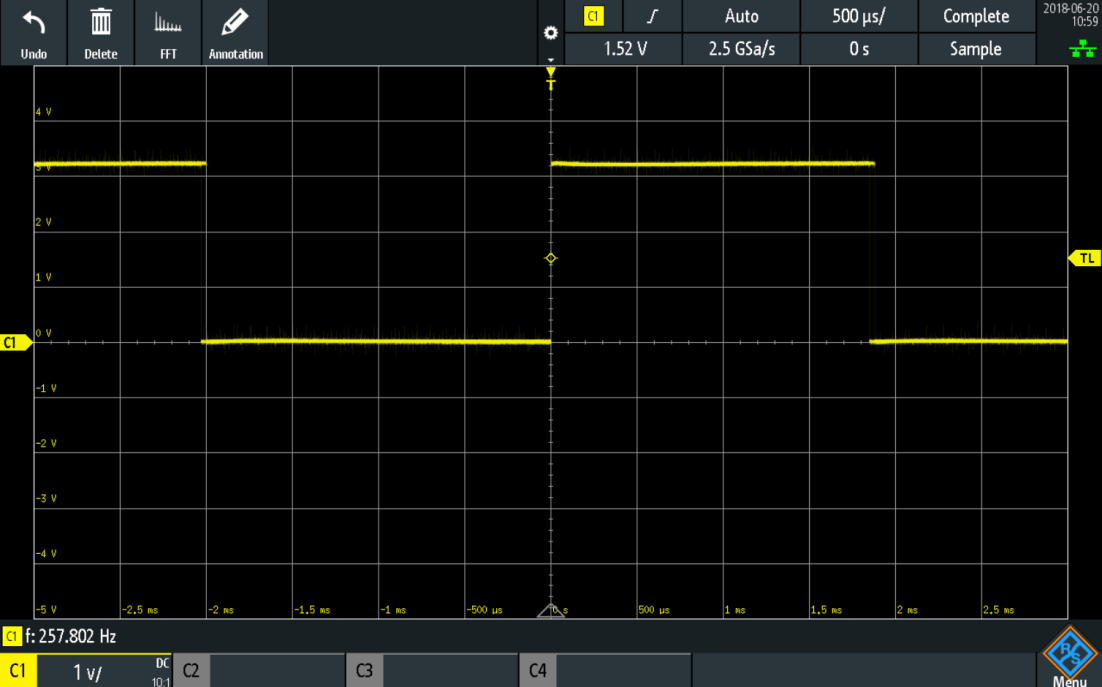 C1 Auto 500 µs/ Complete 2018-06-20
10:59
Undo Delete FFT Annotation 1.52 V 2.5 GSa/s 0 s Sample
T
4 V
3 V
2 V
TL
1 V
0 V
C1
-1 V
-2 V
-3 V
-4 V
-5 V -2.5 ms -2 ms -1.5 ms -1 ms -500 µs 0 s 500 µs 1 ms 1.5 ms 2 ms 2.5 ms
C1 f: 257.802 Hz
C1 1 V/ DC C2 C3 C4 R&S
10:1 Menu